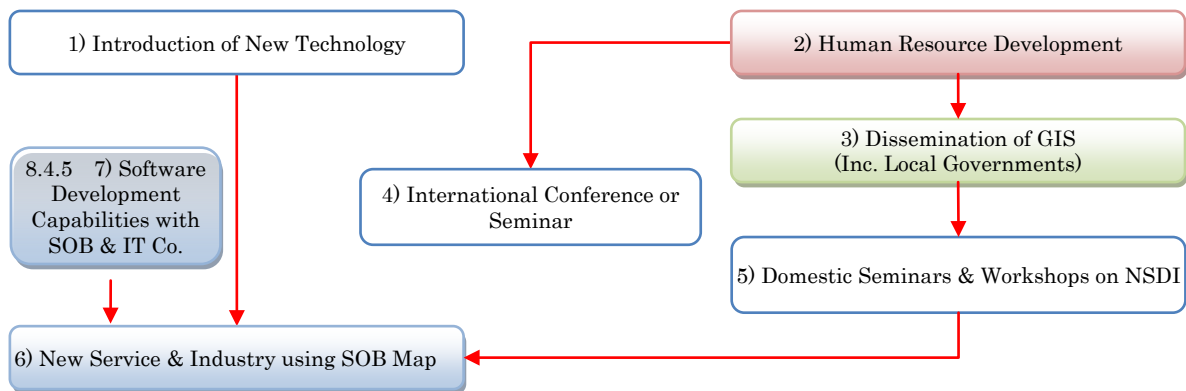 1) Introduction of New Technology
2) Human Resource Development
3) Dissemination of GIS
(Inc. Local Governments)
8.4.5 7) Software
Development
Capabilities with
SOB & IT Co.
4) International Conference or
Seminar
5) Domestic Seminars & Workshops on NSDI
6) New Service & Industry using SOB Map